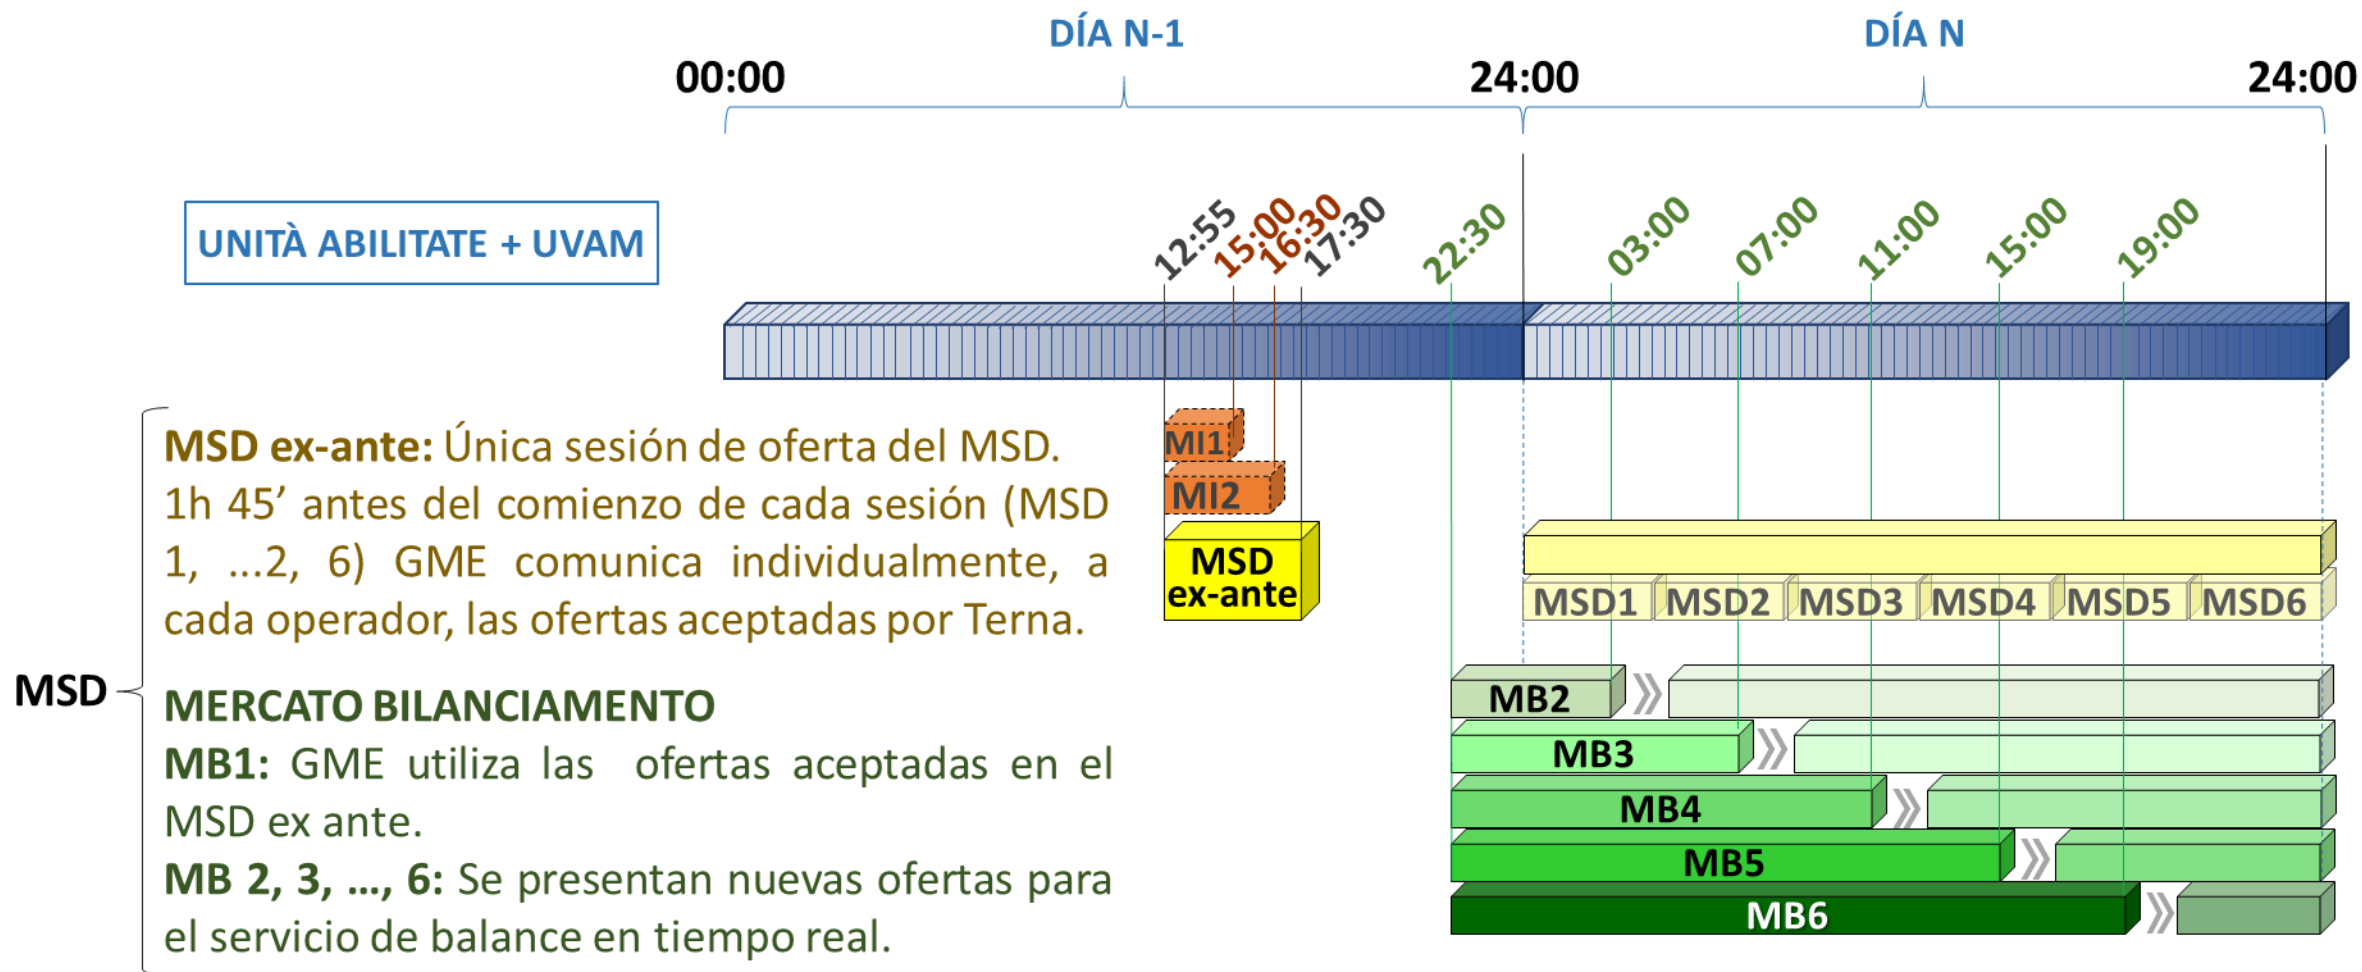 DÍA N-1
DÍA N
00:00
24:00
24:00
UNITÀ ABILITATE + UVAM
12:55
15:00
16:30
17:30
22:30
03:00
07:00
11:00
15:00
19:00
MSD
MSD ex-ante: Única sesión de oferta del MSD.
1h 45’ antes del comienzo de cada sesión (MSD
1, ...2, 6) GME comunica individualmente, a
cada operador, las ofertas aceptadas por Terna.
MERCATO BILANCIAMENTO
MB1: GME utiliza las ofertas aceptadas en el
MSD ex ante.
MB 2, 3, …, 6: Se presentan nuevas ofertas para
el servicio de balance en tiempo real.
MI1
MI2
MSD
ex-ante
MSD1
MSD2
MSD3
MSD4
MSD5
MSD6
MB2
MB3
MB4
MB5
MB6